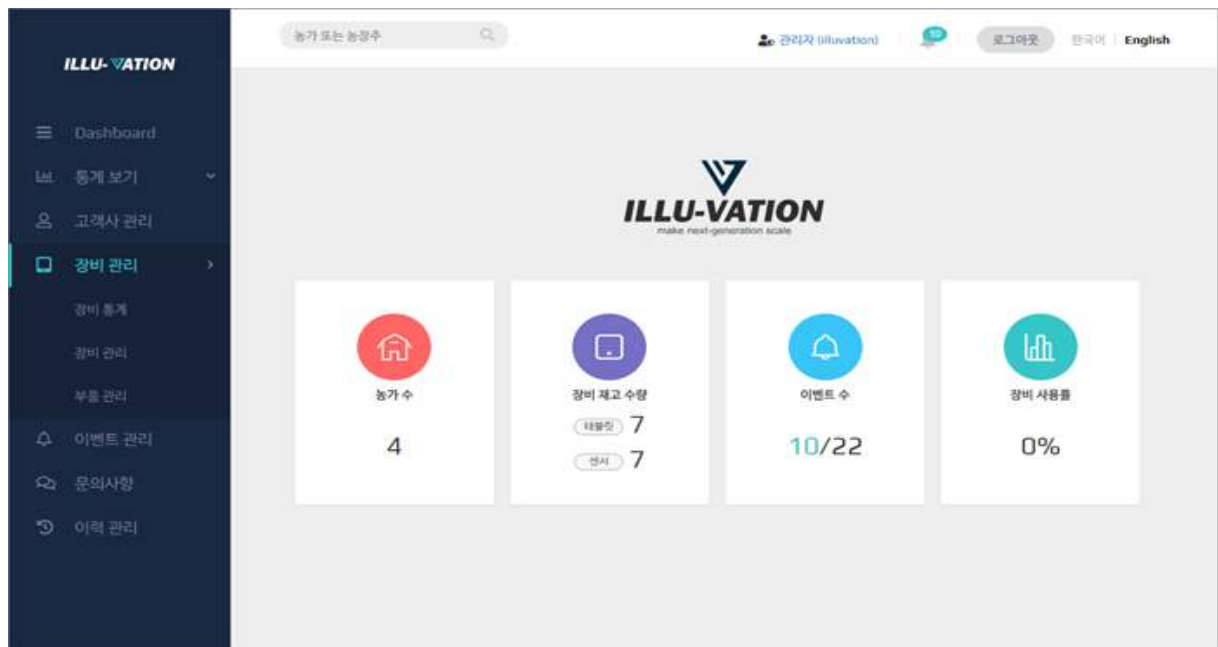 농가 또는 농장주
관리자 (illuvation)
10
로그아웃
한국어 | English
ILLU-VATION
Dashboard
통계 보기
고객사 관리
장비 관리
장비 통계
장비 관리
부품 관리
이벤트 관리
문의사항
이력 관리
ILLU-VATION
make next-generation scale
농가 수
4
장비 재고 수량
태블릿 7
센서 7
이벤트 수
10/22
장비 사용률
0%